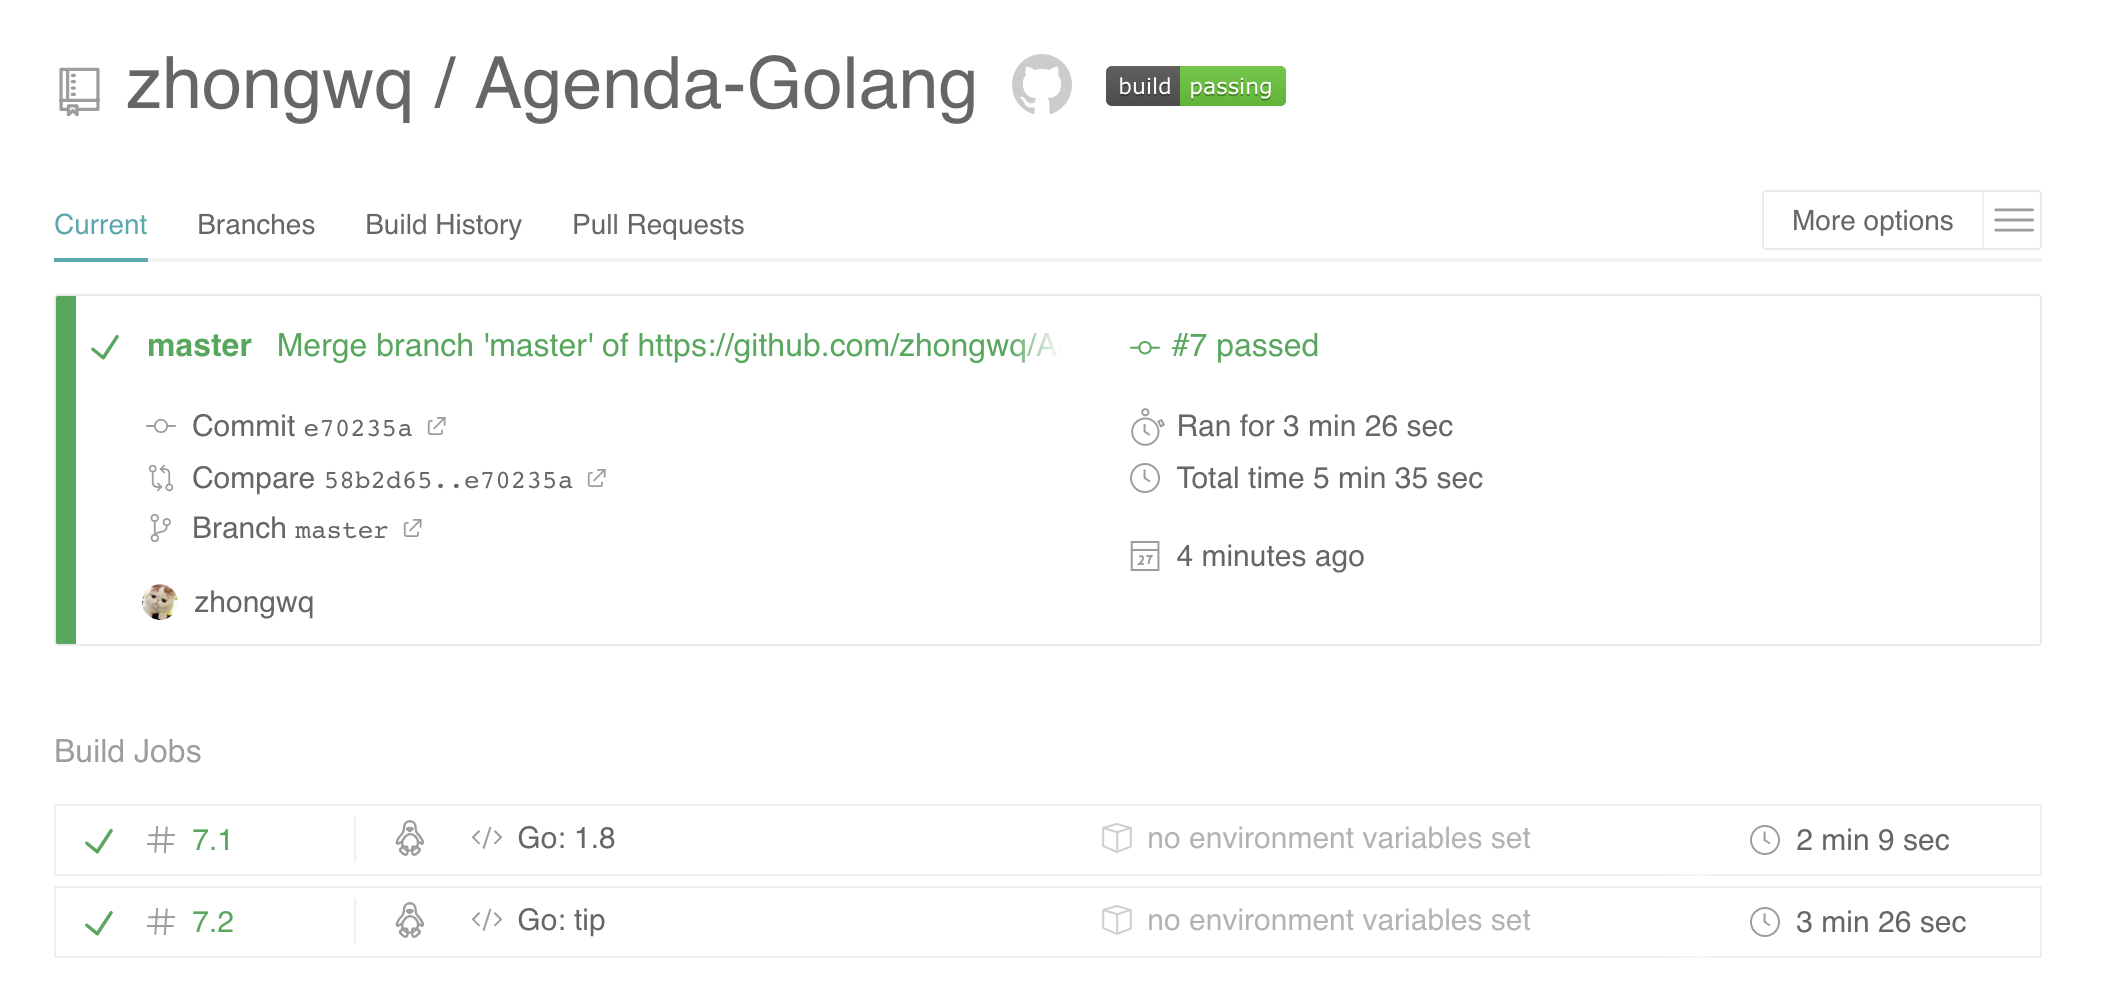 zhongwq / Agenda-Golang build passing
Current Branches Build History Pull Requests More options
master Merge branch 'master' of https://github.com/zhongwq/A
#7 passed
Commit e70235a
Ran for 3 min 26 sec
Compare 58b2d65..e70235a
Total time 5 min 35 sec
Branch master
27 4 minutes ago
zhongwq
Build Jobs
# 7.1 </> Go: 1.8 no environment variables set 2 min 9 sec
# 7.2 </> Go: tip no environment variables set 3 min 26 sec